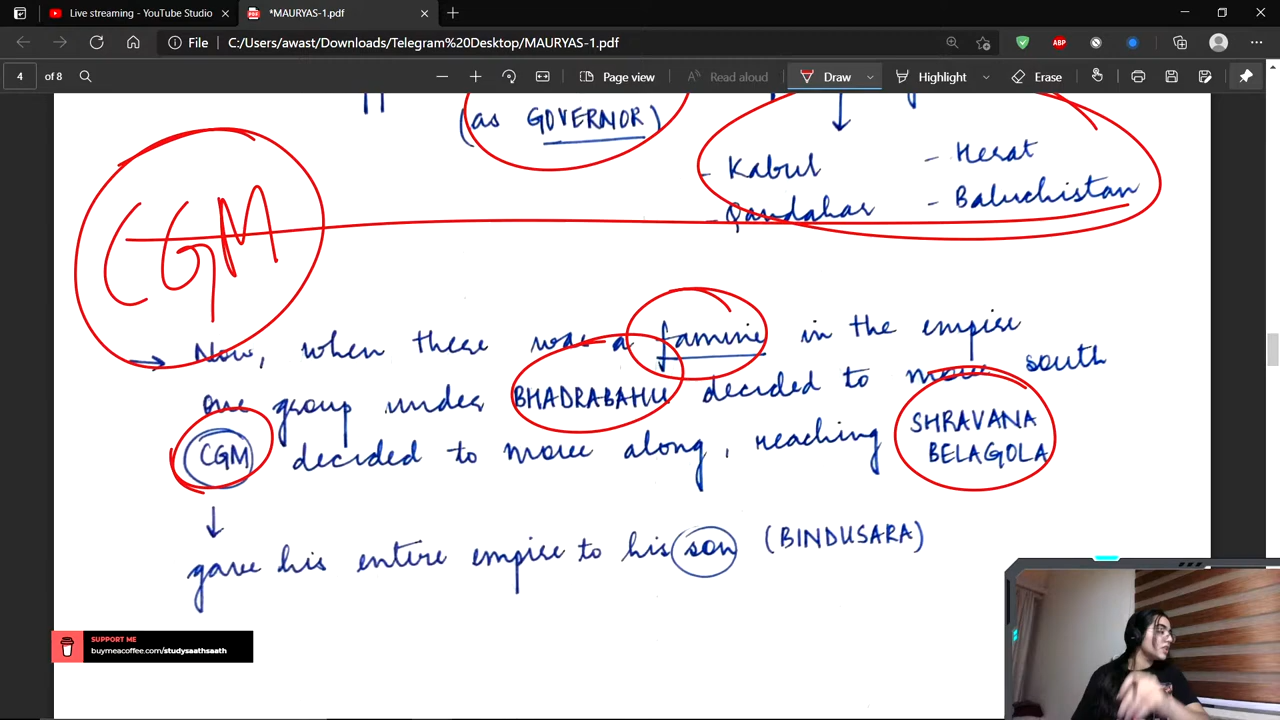 Live streaming - YouTube Studio
*MAURYAS-1.pdf
File C:/Users/awast/Downloads/Telegram%20Desktop/MAURYAS-1.pdf
4 of 8 Page view Read aloud Draw Highlight Erase
ABP
(as GOVERNOR)
- Kabul - Herat
- Qandahar - Baluchistan
CGM
→ Now, when there was a famine in the empire
one group under BHADRABAHU decided to move south
CGM decided to move along, reaching SHRAVANA
BELAGOLA
↓
gave his entire empire to his son (BINDUSARA)
SUPPORT ME
buymeacoffee.com/studysaathsaath